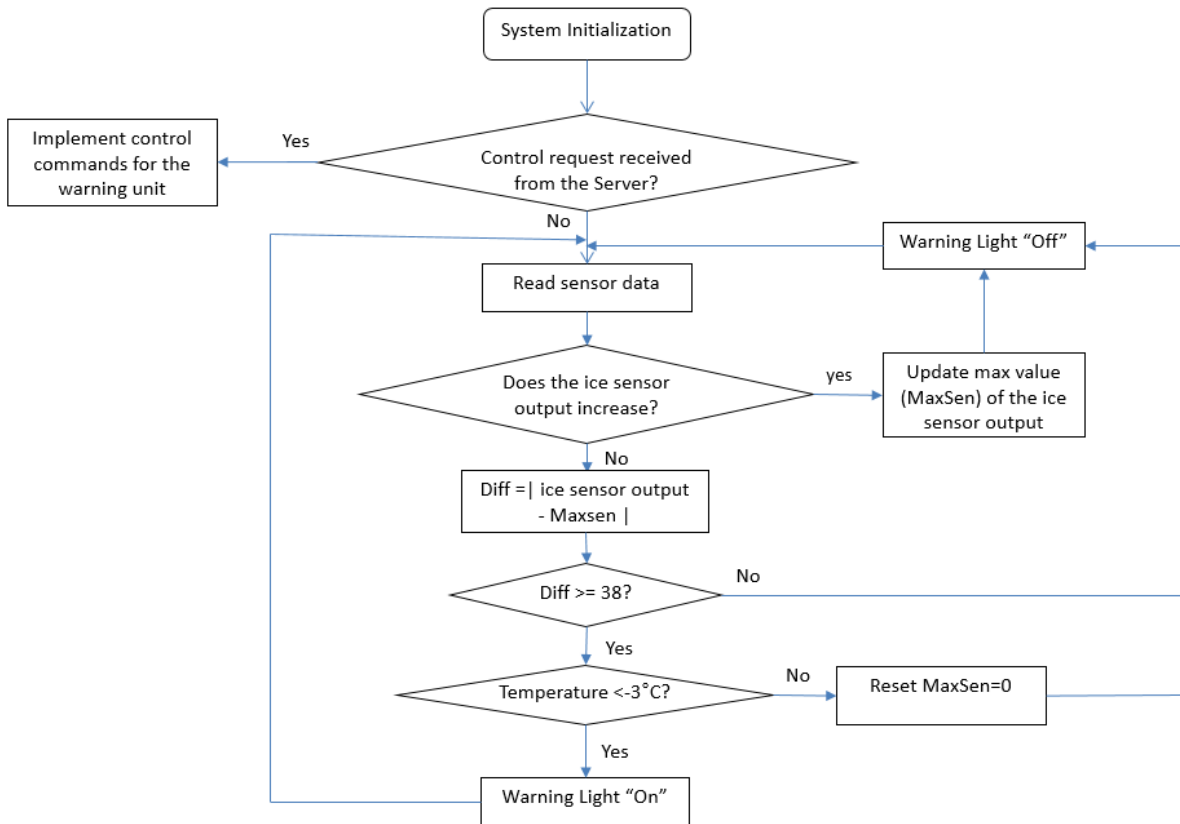 System Initialization
Yes
Implement control
commands for the
warning unit
Control request received
from the Server?
No
Warning Light “Off”
Read sensor data
Does the ice sensor
output increase?
yes
Update max value
(MaxSen) of the ice
sensor output
No
Diff =| ice sensor output
- Maxsen |
Diff >= 38?
No
Yes
Temperature <-3°C?
No
Reset MaxSen=0
Yes
Warning Light “On”